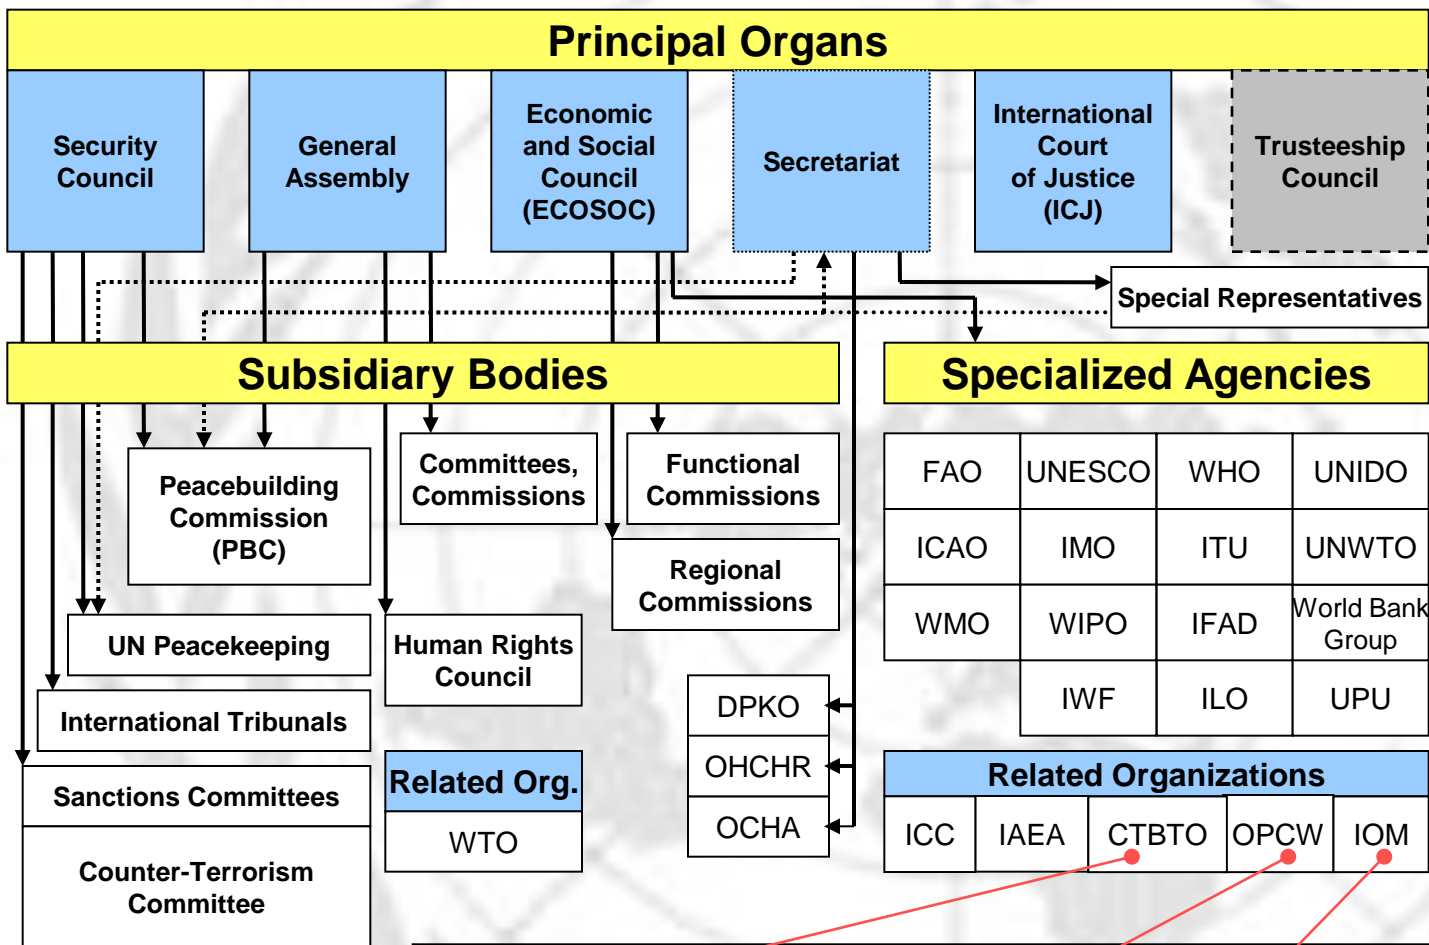 Principal Organs
Security
Council
General
Assembly
Economic
and Social
Council
(ECOSOC)
Secretariat
International
Court
of Justice
(ICJ)
Trusteeship
Council
Special Representatives
Subsidiary Bodies
Specialized Agencies
Peacebuilding
Commission
(PBC)
Committees,
Commissions
Functional
Commissions
Regional
Commissions
UN Peacekeeping
Human Rights
Council
International Tribunals
Sanctions Committees
Counter-Terrorism
Committee
Related Org.
WTO
DPKO
OHCHR
OCHA
FAO UNESCO WHO UNIDO
ICAO IMO ITU UNWTO
WMO WIPO IFAD World Bank
Group
IWF ILO UPU
Related Organizations
ICC IAEA CTBTO OPCW IOM